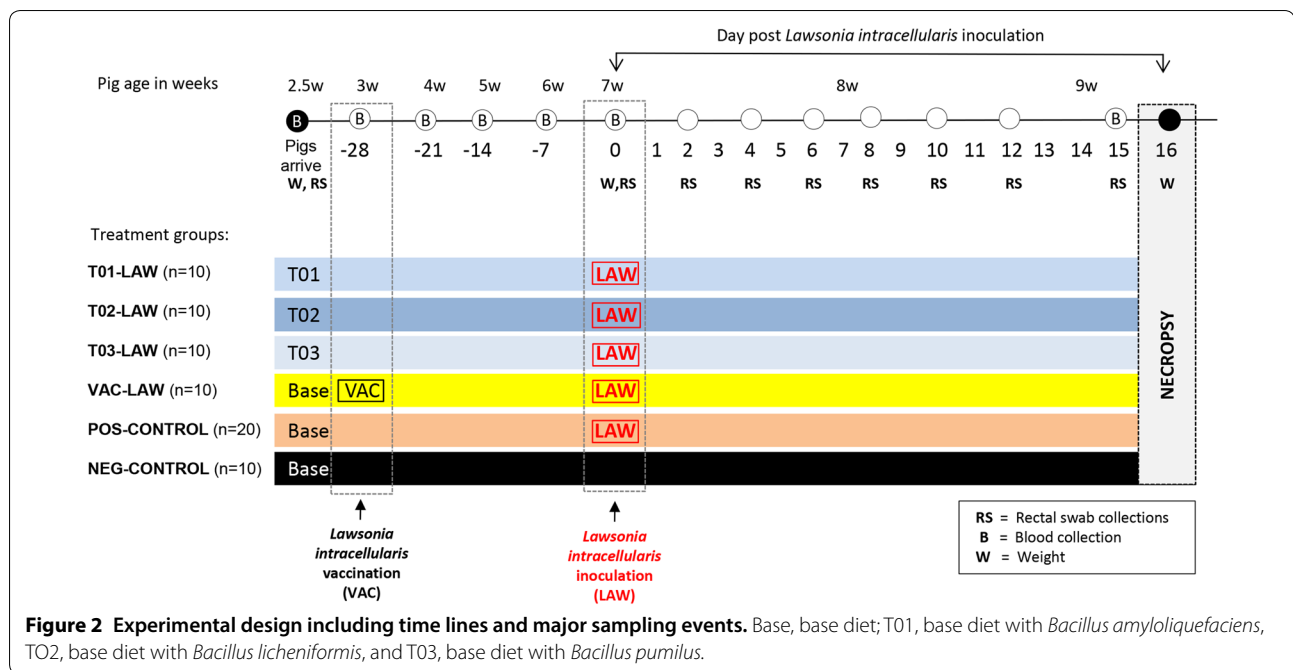 Day post Lawsonia intracellularis inoculation
Pig age in weeks 2.5w 3w 4w 5w 6w 7w 8w 9w
B B B B B B B
Pigs arrive -28 -21 -14 -7 0 1 2 3 4 5 6 7 8 9 10 11 12 13 14 15 16
W, RS W,RS RS RS RS RS RS RS RS W
Treatment groups:
T01-LAW (n=10) T01 LAW
T02-LAW (n=10) T02 LAW
T03-LAW (n=10) T03 LAW
VAC-LAW (n=10) Base VAC LAW
POS-CONTROL (n=20) Base LAW
NEG-CONTROL (n=10) Base
NECROPSY
Lawsonia
intracellularis
vaccination
(VAC)
Lawsonia
intracellularis
inoculation
(LAW)
RS = Rectal swab collections
B = Blood collection
W = Weight
Figure 2 Experimental design including time lines and major sampling events. Base, base diet; T01, base diet with Bacillus amyloliquefaciens,
TO2, base diet with Bacillus licheniformis, and T03, base diet with Bacillus pumilus.